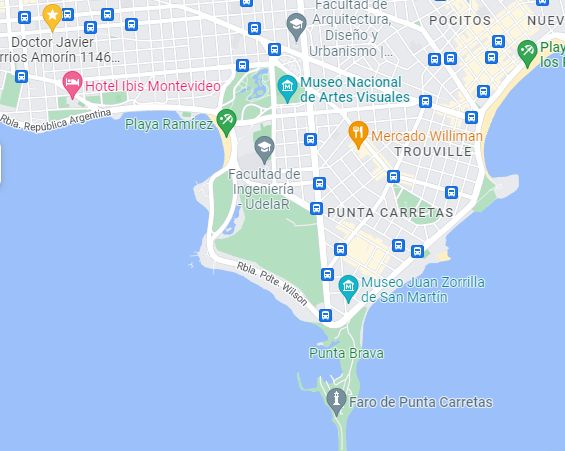 Facultad de
Arquitectura,
Diseño y
Urbanismo |...
POCITOS
NUEV
Doctor Javier
rrios Amorín 1146...
Play
los P
Hotel Ibis Montevideo
Museo Nacional
de Artes Visuales
Rbla. República Argentina
Playa Ramírez
Mercado Williman
TROUVILLE
Facultad de
Ingeniería
- UdelaR
PUNTA CARRETAS
Rbla. Pdte. Wilson
Museo Juan Zorrilla
de San Martín
Punta Brava
Faro de Punta Carretas